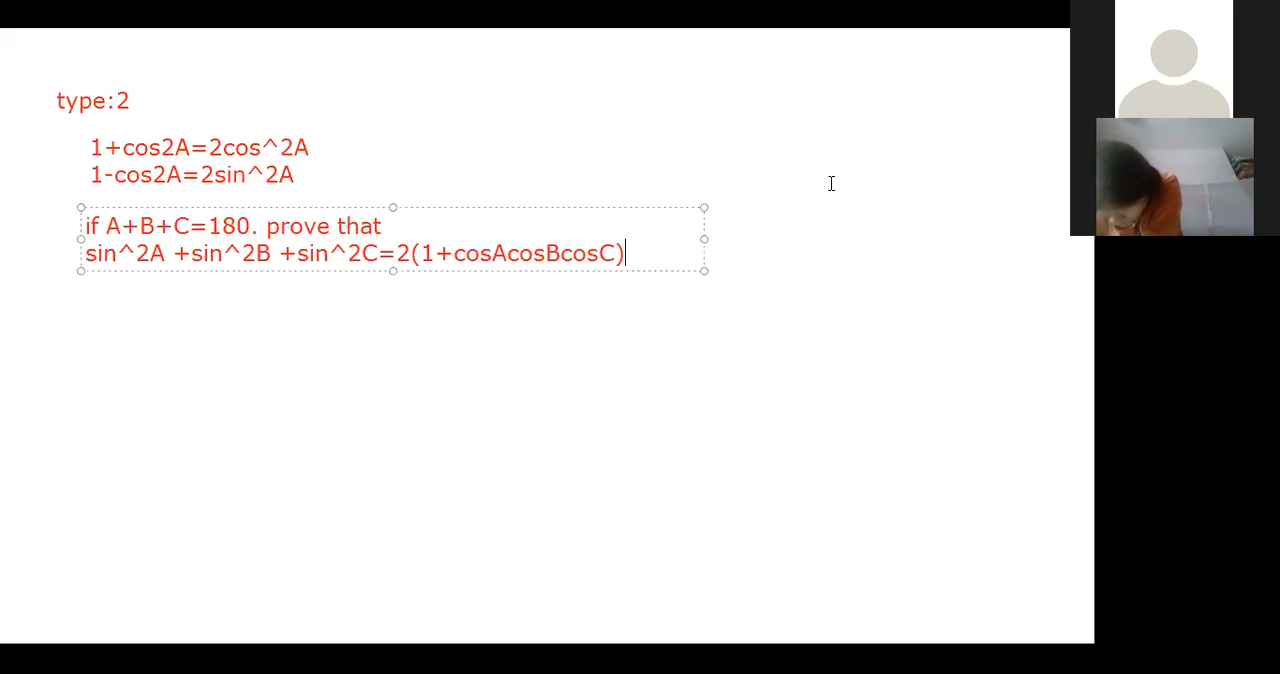 type:2
1+cos2A=2cos^2A
1-cos2A=2sin^2A
if A+B+C=180. prove that
sin^2A +sin^2B +sin^2C=2(1+cosAcosBcosC)